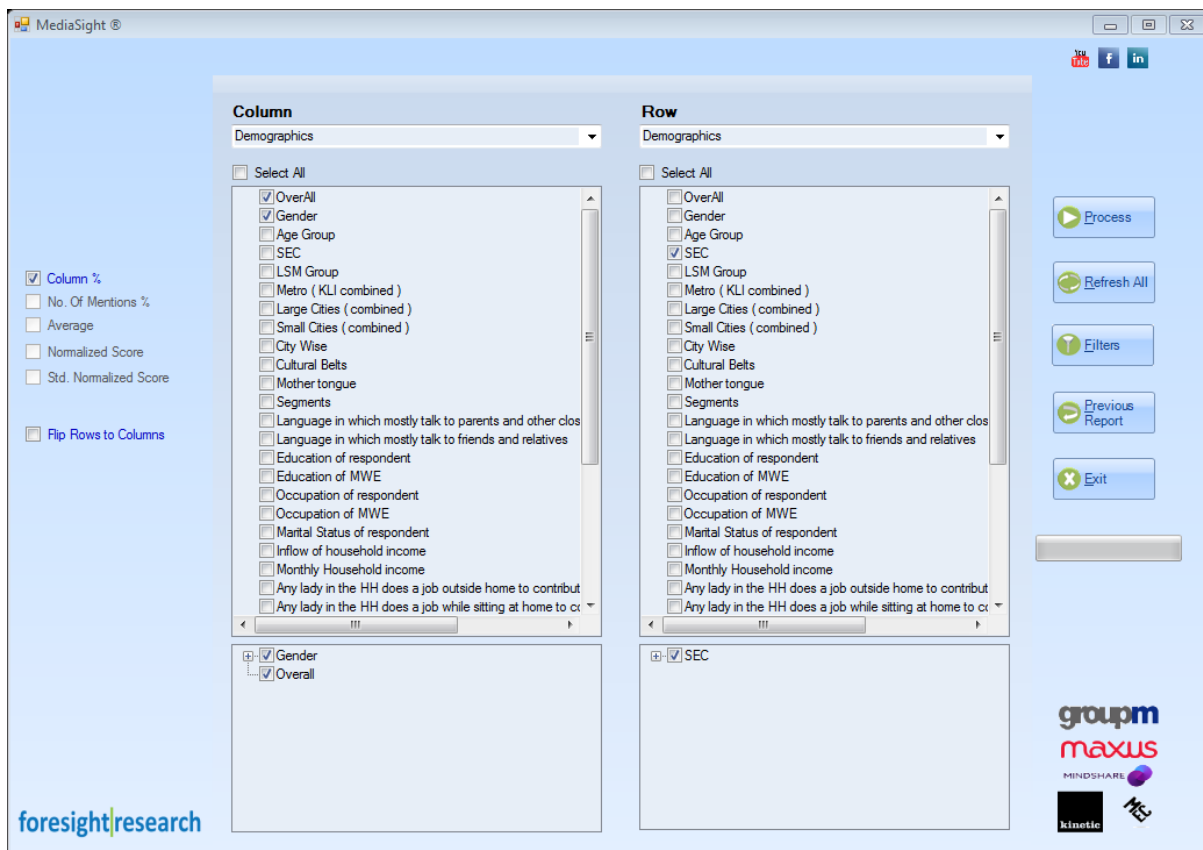 MediaSight ®
You
Tube
f
in
Column
Row
Demographics
Demographics
Select All
Select All
OverAll
Gender
Age Group
SEC
LSM Group
Metro ( KLI combined )
Large Cities ( combined )
Small Cities ( combined )
City Wise
Cultural Belts
Mother tongue
Segments
Language in which mostly talk to parents and other clos
Language in which mostly talk to friends and relatives
Education of respondent
Education of MWE
Occupation of respondent
Occupation of MWE
Marital Status of respondent
Inflow of household income
Monthly Household income
Any lady in the HH does a job outside home to contribut
Any lady in the HH does a job while sitting at home to co
OverAll
Gender
Age Group
SEC
LSM Group
Metro ( KLI combined )
Large Cities ( combined )
Small Cities ( combined )
City Wise
Cultural Belts
Mother tongue
Segments
Language in which mostly talk to parents and other clos
Language in which mostly talk to friends and relatives
Education of respondent
Education of MWE
Occupation of respondent
Occupation of MWE
Marital Status of respondent
Inflow of household income
Monthly Household income
Any lady in the HH does a job outside home to contribut
Any lady in the HH does a job while sitting at home to co
Gender
Overall
SEC
Column %
No. Of Mentions %
Average
Normalized Score
Std. Normalized Score
Flip Rows to Columns
Process
Refresh All
Filters
Previous
Report
Exit
groupm
maxus
MINDSHARE
kinetic
MEC
foresight|research